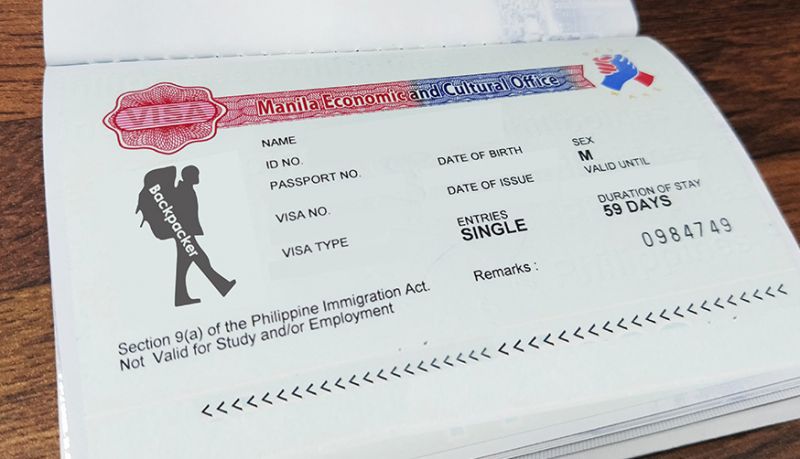 VISA Manila Economic and Cultural Office
NAME
SEX
ID NO.
DATE OF BIRTH
M
PASSPORT NO.
VALID UNTIL
DATE OF ISSUE
VISA NO.
DURATION OF STAY
ENTRIES
59 DAYS
VISA TYPE
SINGLE
0984749
Remarks :
Backpacker
Section 9(a) of the Philippine Immigration Act.
Not Valid for Study and/or Employment
<<<<<<<<<<<<<<<<<<<<<<<<<<<<<<<<<<<<<<<<<<<<